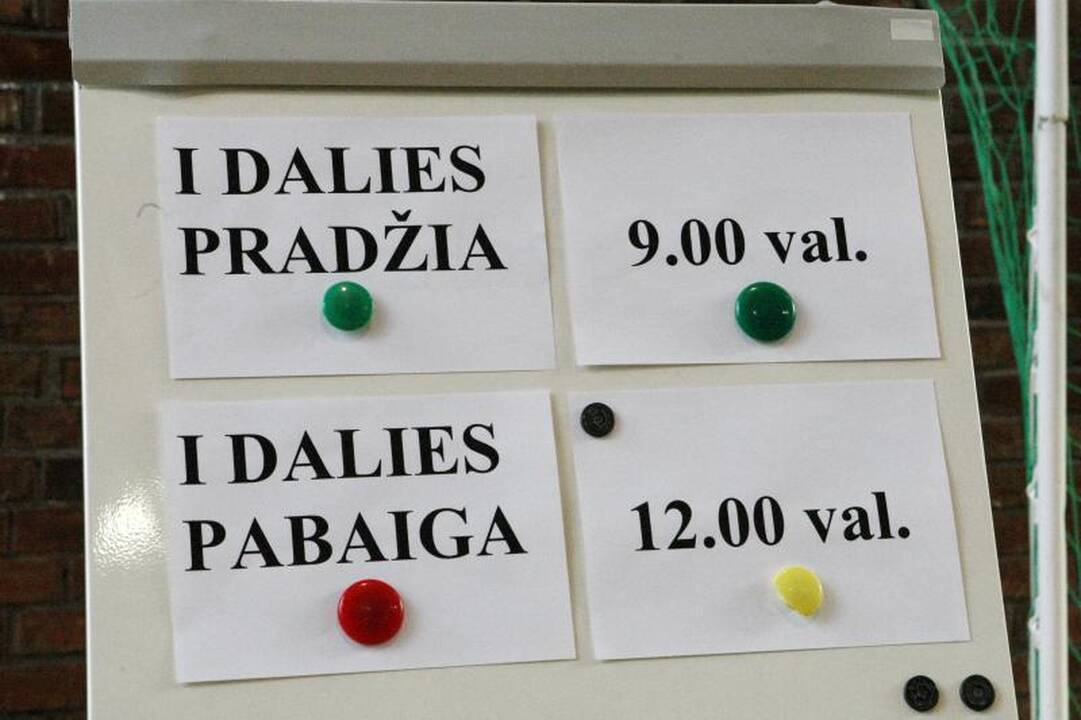 I DALIES
PRADŽIA
9.00 val.
I DALIES
PABAIGA
12.00 val.